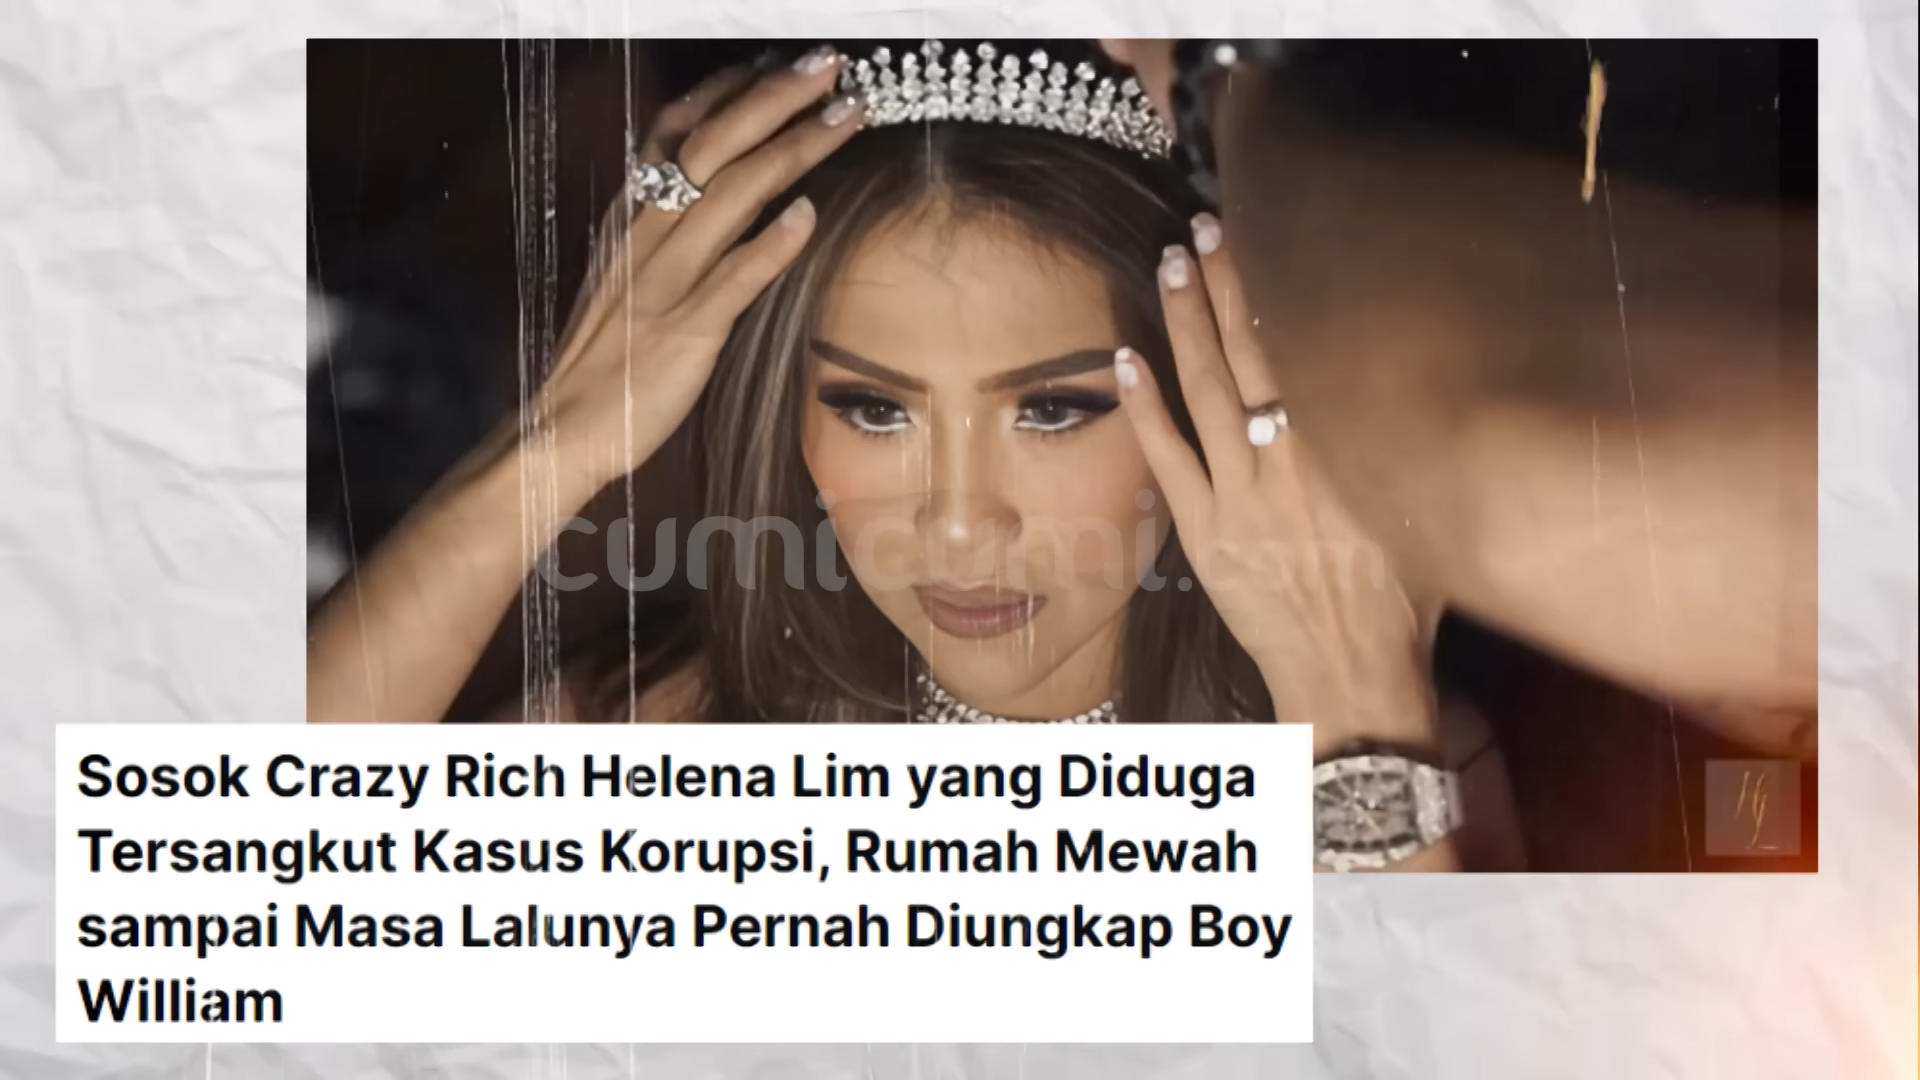 cumicumi.com
HL
Sosok Crazy Rich Helena Lim yang Diduga
Tersangkut Kasus Korupsi, Rumah Mewah
sampai Masa Lalunya Pernah Diungkap Boy
William